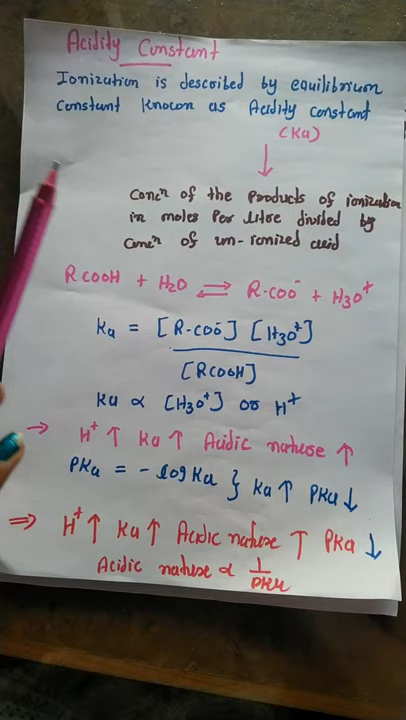 Acidity Constant
Ionization is described by equilibrium
constant known as Acidity constant
(Ka)
↓
Concn of the Products of ionization
in moles Per litre divided by
Concn of un-ionized acid
RCOOH + H2O ⇌ R-COO⁻ + H3O⁺
Ka = [R-COO⁻] [H3O⁺]
[RCOOH]
Ka ∝ [H3O⁺] or H⁺
→ H⁺ ↑ Ka ↑ Acidic nature ↑
PKa = - log Ka } Ka ↑ PKa ↓
⇒ H⁺ ↑ Ka ↑ Acidic nature ↑ PKa ↓
Acidic nature ∝ 1/PKa